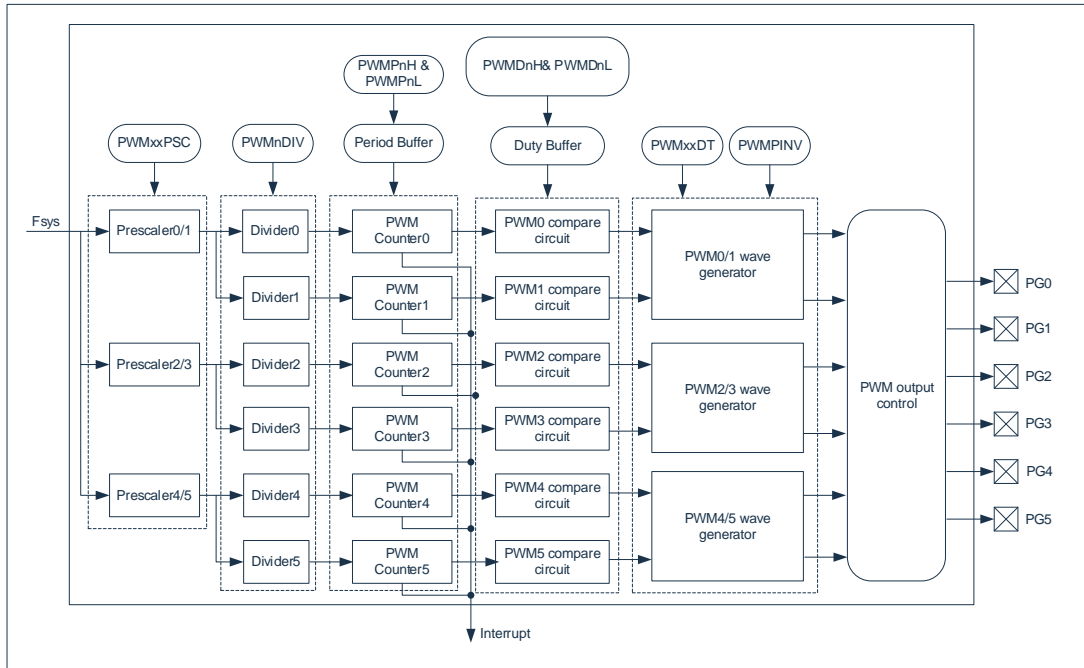 PWMPnH &
PWMPnL
PWMDnH& PWMDnL
PWMxxPSC
PWMnDIV
Period Buffer
Duty Buffer
PWMxxDT
PWMPINV
Fsys
Prescaler0/1
Divider0
PWM
Counter0
PWM0 compare
circuit
PWM0/1 wave
generator
Divider1
PWM
Counter1
PWM1 compare
circuit
Prescaler2/3
Divider2
PWM
Counter2
PWM2 compare
circuit
PWM2/3 wave
generator
Divider3
PWM
Counter3
PWM3 compare
circuit
Prescaler4/5
Divider4
PWM
Counter4
PWM4 compare
circuit
PWM4/5 wave
generator
Divider5
PWM
Counter5
PWM5 compare
circuit
PWM output
control
PG0
PG1
PG2
PG3
PG4
PG5
Interrupt